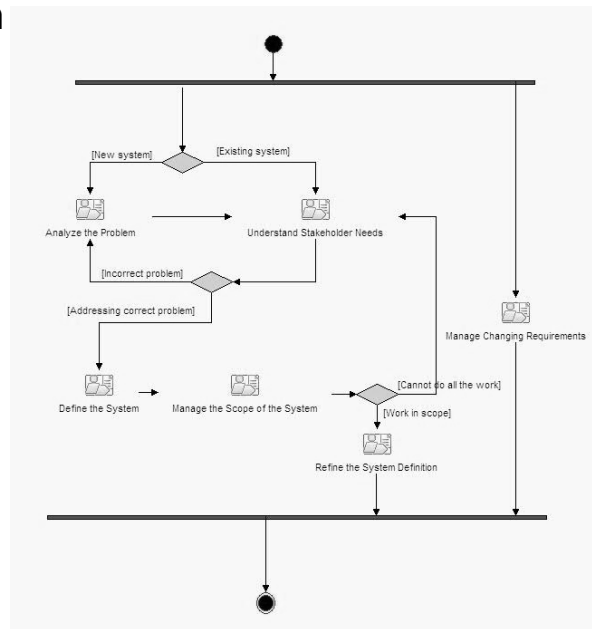 n
[New system]
[Existing system]
Analyze the Problem
Understand Stakeholder Needs
[Incorrect problem]
[Addressing correct problem]
Manage Changing Requirements
[Cannot do all the work]
Define the System
Manage the Scope of the System
[Work in scope]
Refine the System Definition